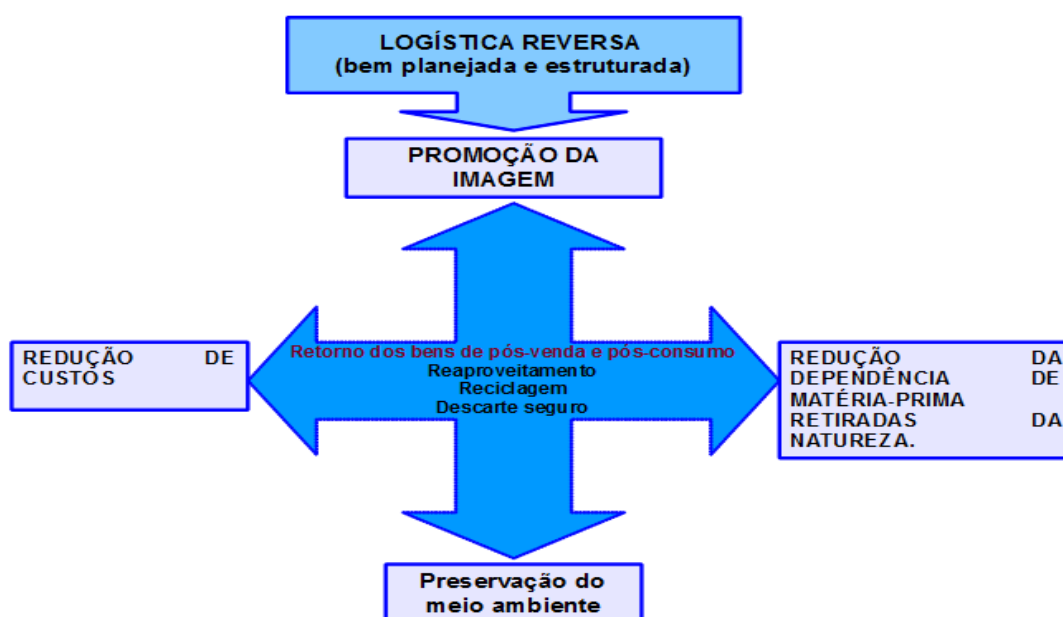 LOGÍSTICA REVERSA
(bem planejada e estruturada)
PROMOÇÃO DA
IMAGEM
REDUÇÃO DE
CUSTOS
Retorno dos bens de pós-venda e pós-consumo
Reaproveitamento
Reciclagem
Descarte seguro
REDUÇÃO DA
DEPENDÊNCIA DE
MATÉRIA-PRIMA
RETIRADAS DA
NATUREZA.
Preservação do
meio ambiente